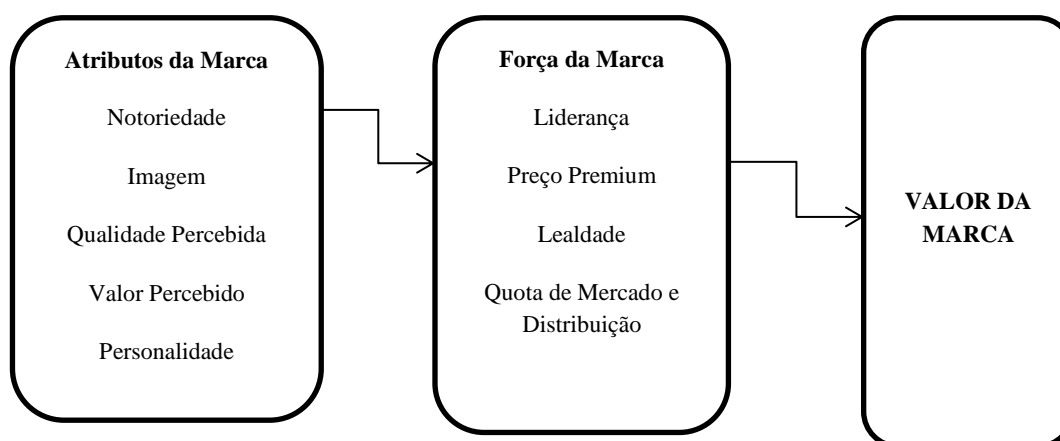 Atributos da Marca
Notoriedade
Imagem
Qualidade Percebida
Valor Percebido
Personalidade
Força da Marca
Liderança
Preço Premium
Lealdade
Quota de Mercado e
Distribuição
VALOR DA
MARCA